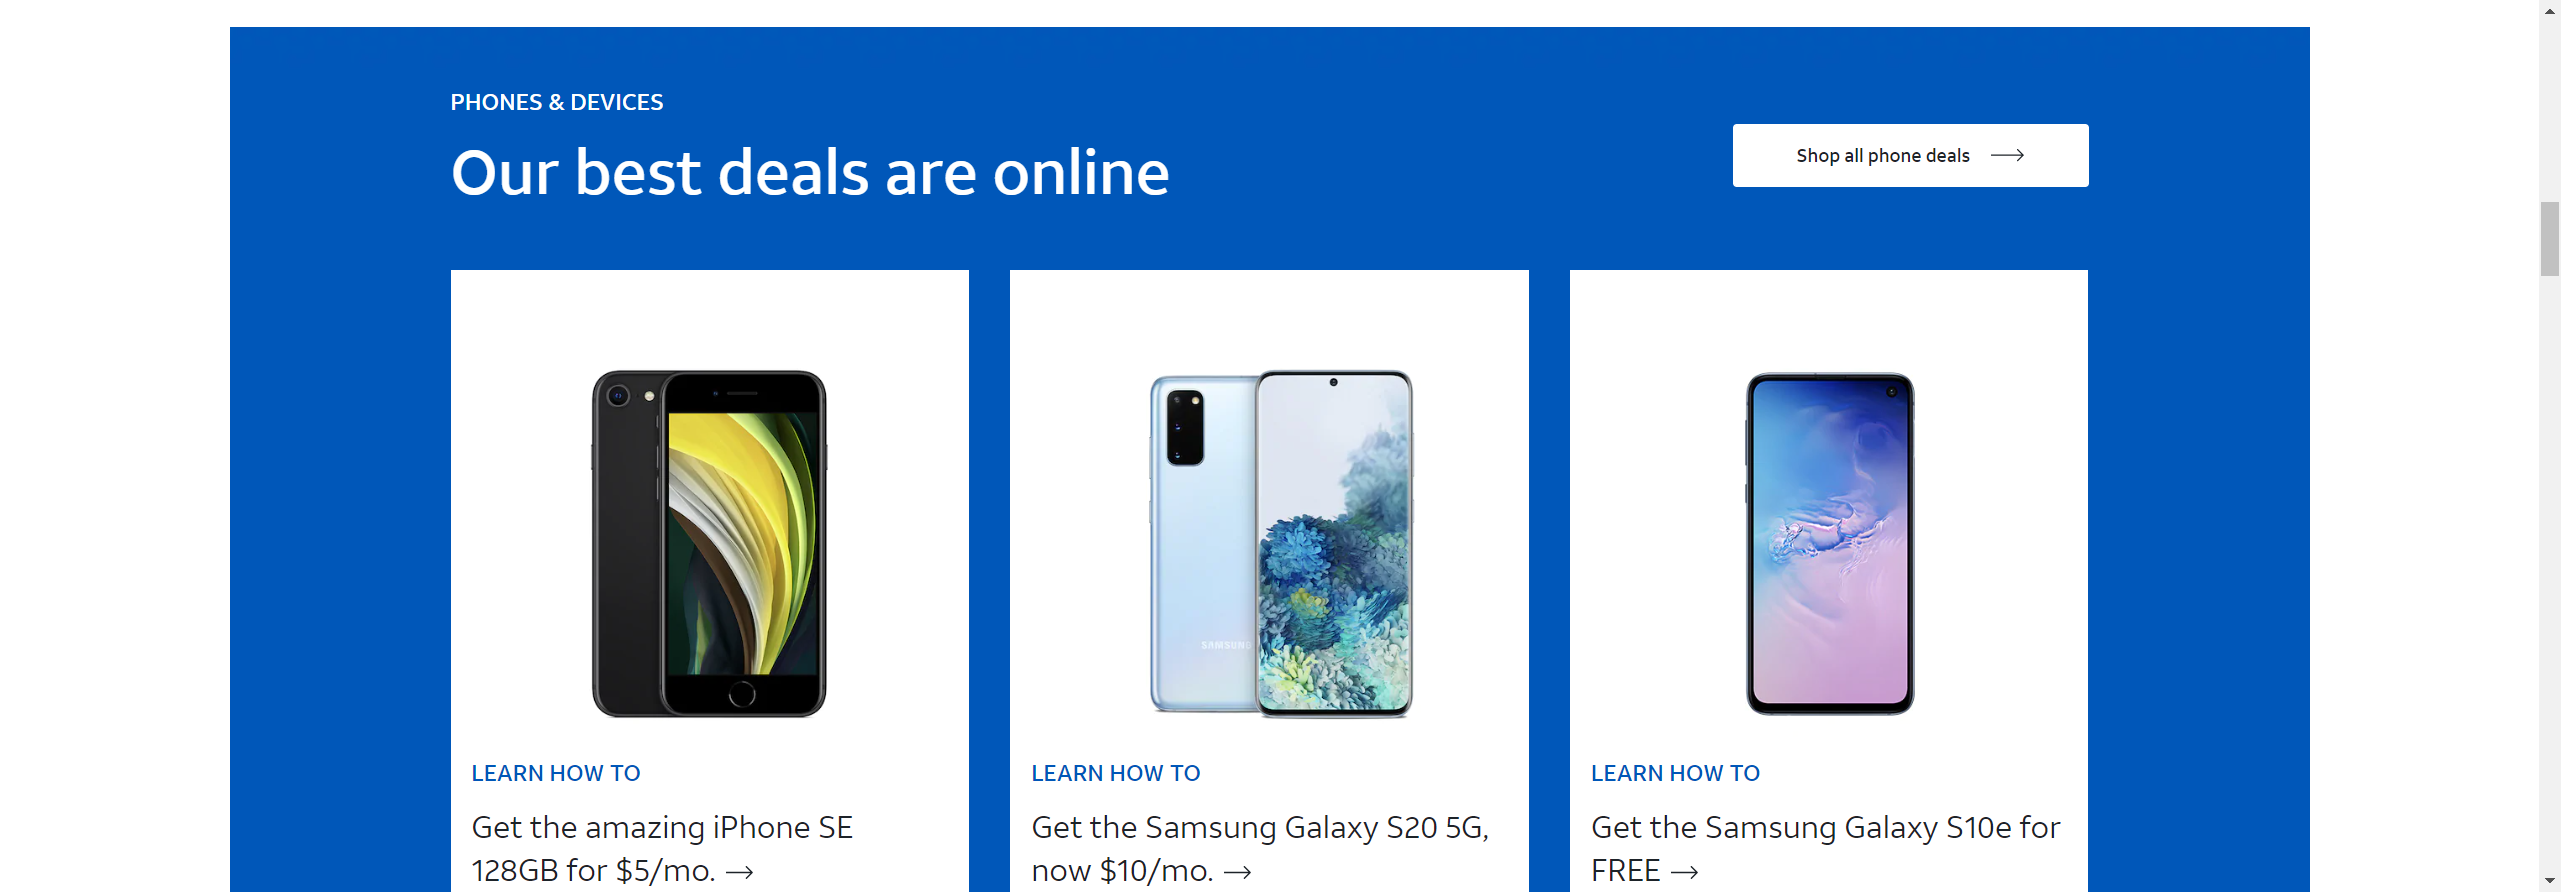 PHONES & DEVICES
Our best deals are online
Shop all phone deals
SAMSUNG
LEARN HOW TO
Get the amazing iPhone SE
128GB for $5/mo.
LEARN HOW TO
Get the Samsung Galaxy S20 5G,
now $10/mo.
LEARN HOW TO
Get the Samsung Galaxy S10e for
FREE